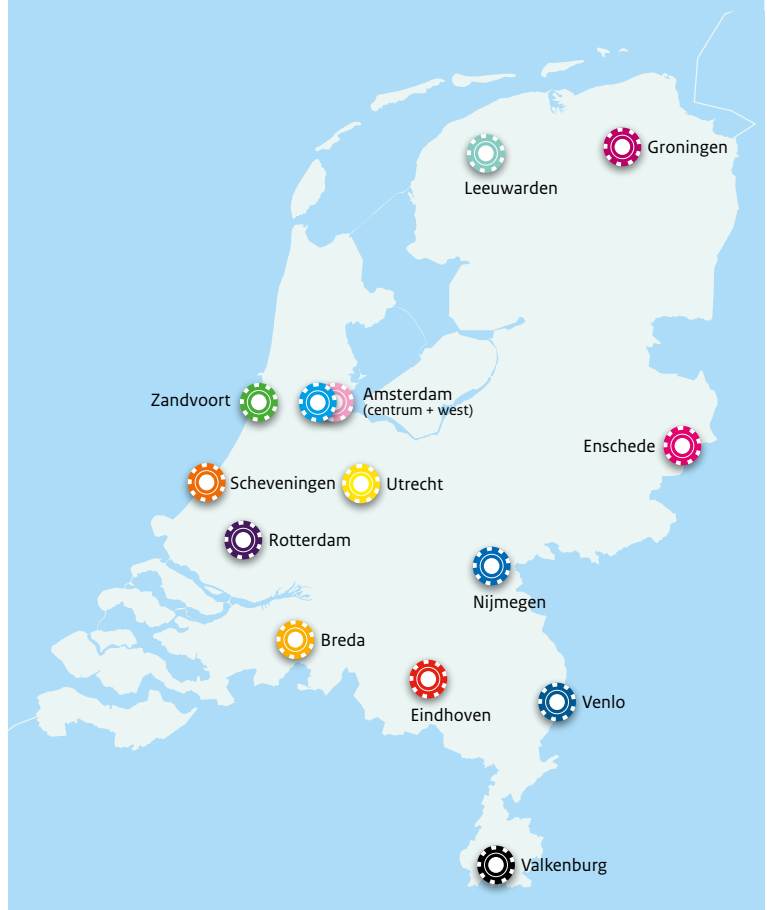 Groningen
Leeuwarden
Zandvoort
Amsterdam
(centrum + west)
Enschede
Scheveningen
Utrecht
Rotterdam
Nijmegen
Breda
Eindhoven
Venlo
Valkenburg